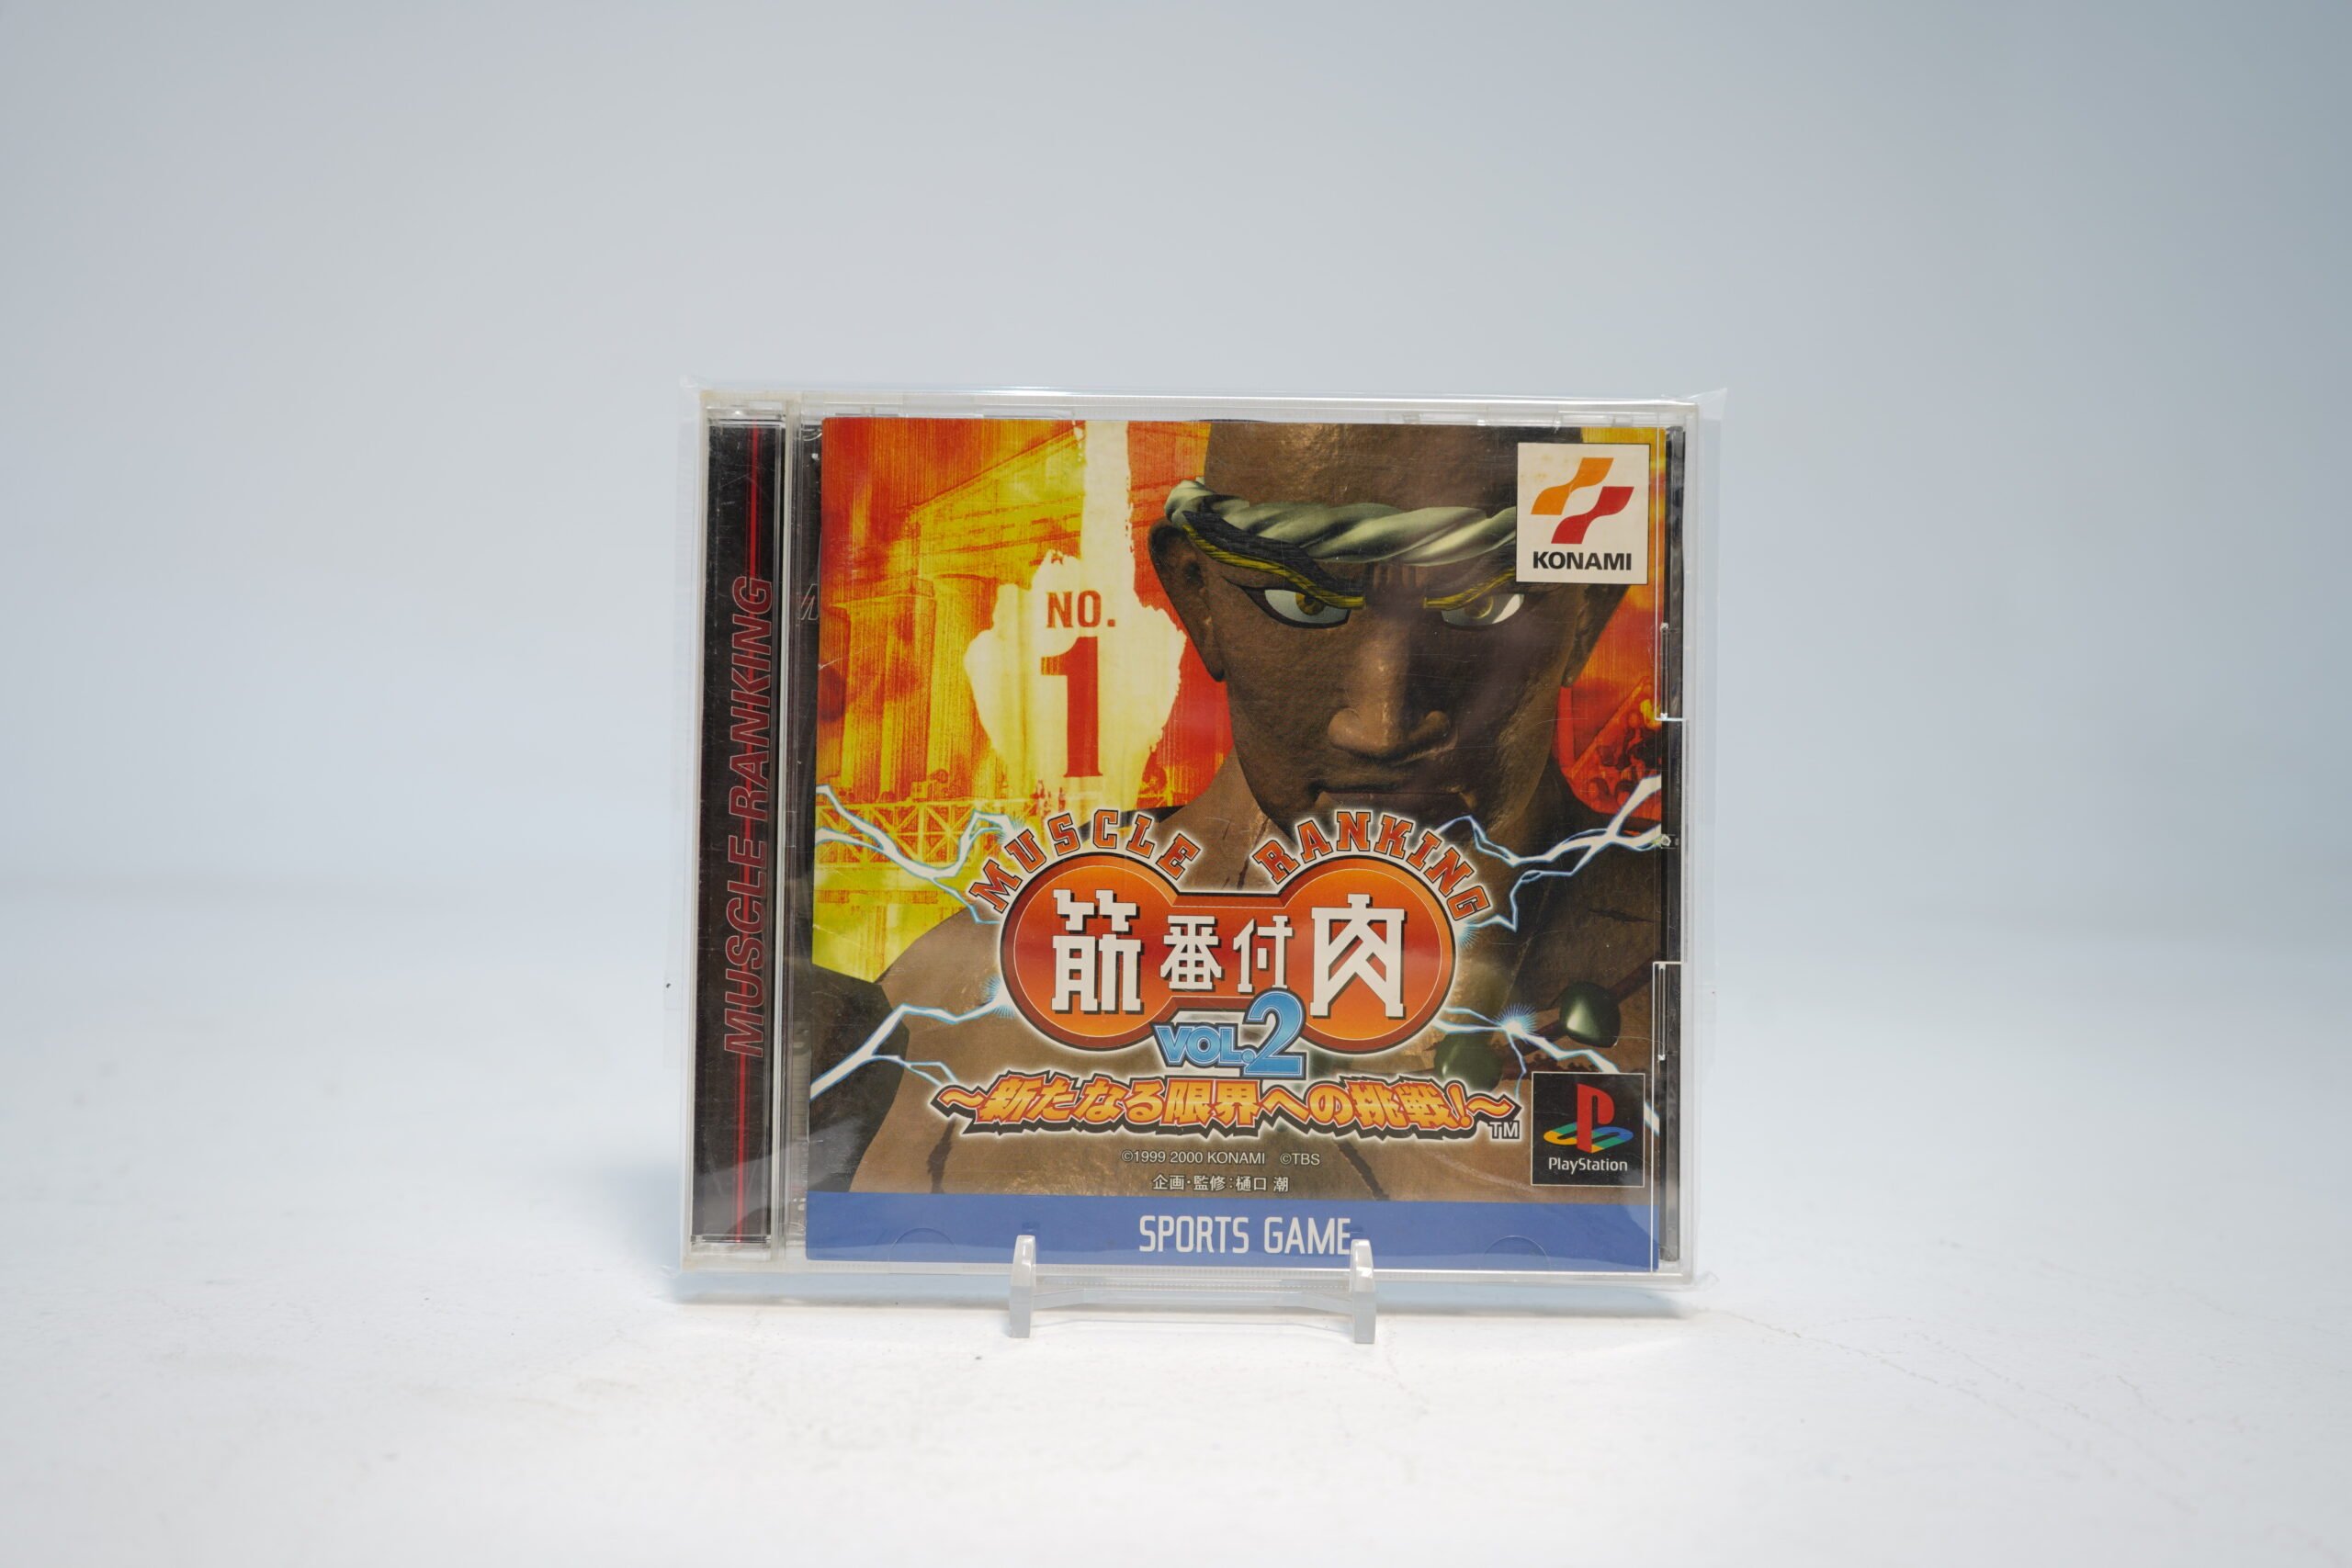 MUSCLE RANKING
KONAMI
NO.
1
MUSCLE RANKING
筋番付肉
VOL.2
～新たなる限界への挑戦!～
TM
©1999 2000 KONAMI ©TBS
企画・監修:樋口 潮
PlayStation
SPORTS GAME